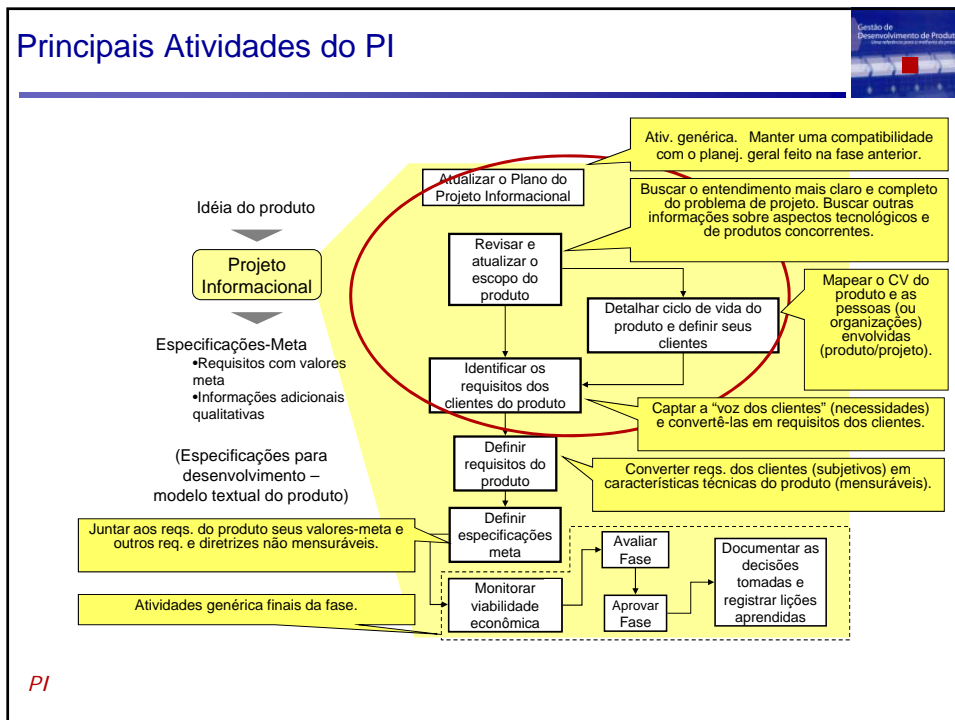 Principais Atividades do PI
Gestão de
Desenvolvimento de Produt
Uma referência para a melhoria do proc
Ativ. genérica. Manter uma compatibilidade
com o planej. geral feito na fase anterior.
Atualizar o Plano do
Projeto Informacional
Buscar o entendimento mais claro e completo
do problema de projeto. Buscar outras
informações sobre aspectos tecnológicos e
de produtos concorrentes.
Idéia do produto
Projeto
Informacional
Revisar e
atualizar o
escopo do
produto
Mapear o CV do
produto e as
pessoas (ou
organizações)
envolvidas
(produto/projeto).
Detalhar ciclo de vida do
produto e definir seus
clientes
Especificações-Meta
•Requisitos com valores
meta
•Informações adicionais
qualitativas
Identificar os
requisitos dos
clientes do produto
Captar a “voz dos clientes” (necessidades)
e convertê-las em requisitos dos clientes.
(Especificações para
desenvolvimento –
modelo textual do produto)
Definir
requisitos do
produto
Converter reqs. dos clientes (subjetivos) em
características técnicas do produto (mensuráveis).
Juntar aos reqs. do produto seus valores-meta e
outros req. e diretrizes não mensuráveis.
Definir
especificações
meta
Avaliar
Fase
Documentar as
decisões
tomadas e
registrar lições
aprendidas
Atividades genérica finais da fase.
Monitorar
viabilidade
econômica
Aprovar
Fase
PI